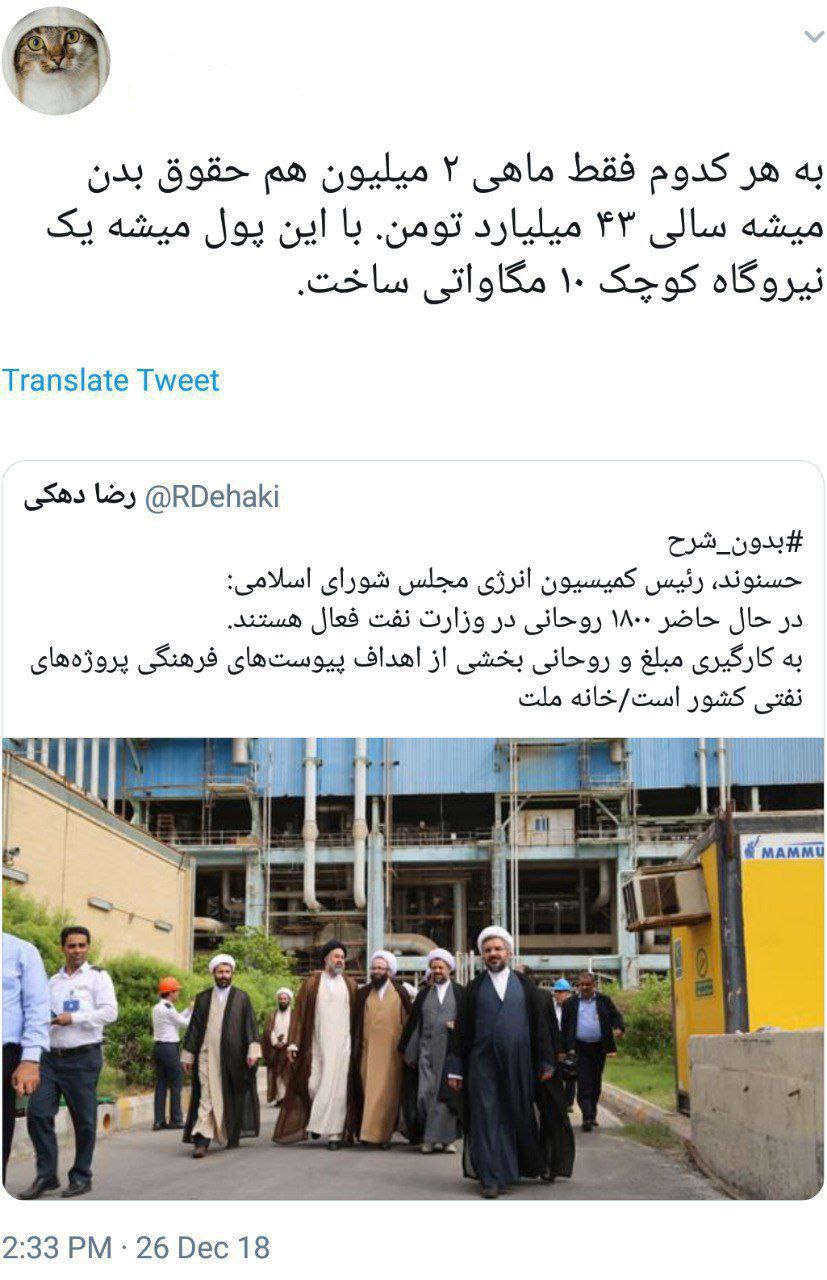 به هر کدوم فقط ماهی ۲ میلیون هم حقوق بدن
میشه سالی ۴۳ میلیارد تومن. با این پول میشه یک
نیروگاه کوچک ۱۰ مگاواتی ساخت.
Translate Tweet
رضا دهکی @RDehaki
#بدون_شرح
حسنوند، رئیس کمیسیون انرژی مجلس شورای اسلامی:
در حال حاضر ۱۸۰۰ روحانی در وزارت نفت فعال هستند.
به کارگیری مبلغ و روحانی بخشی از اهداف پیوست‌های فرهنگی پروژه‌های
نفتی کشور است/خانه ملت
MAMMU
2:33 PM · 26 Dec 18